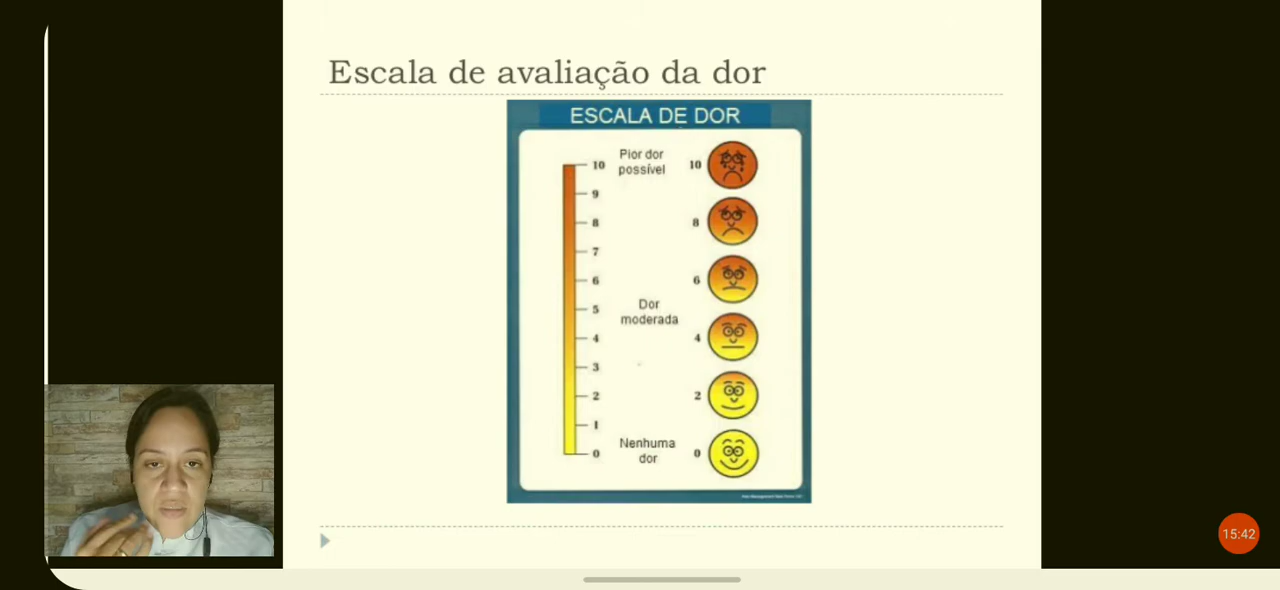 Escala de avaliação da dor
ESCALA DE DOR
10
Pior dor
possível
10
9
8
8
7
6
6
5
Dor
moderada
4
4
3
2
2
1
Nenhuma
dor
0
0
15:42